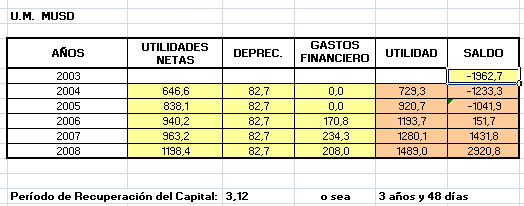 U.M. MUSD
AÑOS UTILIDADES NETAS DEPREC. GASTOS FINANCIERO UTILIDAD SALDO
2003 -1962,7
2004 646,6 82,7 0,0 729,3 -1233,3
2005 838,1 82,7 0,0 920,7 -1041,9
2006 940,2 82,7 170,8 1193,7 151,7
2007 963,2 82,7 234,3 1280,1 1431,8
2008 1198,4 82,7 208,0 1489,0 2920,8
Período de Recuperación del Capital: 3,12 o sea 3 años y 48 días